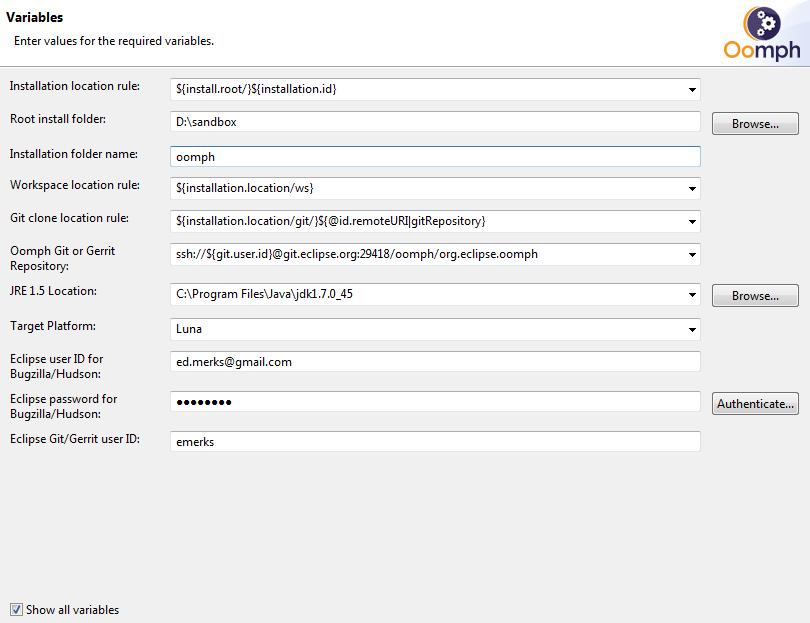 Variables
Enter values for the required variables.
Oomph
Installation location rule: ${install.root/}${installation.id}
Root install folder: D:\sandbox Browse...
Installation folder name: oomph
Workspace location rule: ${installation.location/ws}
Git clone location rule: ${installation.location/git/}${@id.remoteURI|gitRepository}
Oomph Git or Gerrit
Repository: ssh://${git.user.id}@git.eclipse.org:29418/oomph/org.eclipse.oomph
JRE 1.5 Location: C:\Program Files\Java\jdk1.7.0_45 Browse...
Target Platform: Luna
Eclipse user ID for
Bugzilla/Hudson: ed.merks@gmail.com
Eclipse password for
Bugzilla/Hudson: ●●●●●●●● Authenticate...
Eclipse Git/Gerrit user ID: emerks
Show all variables